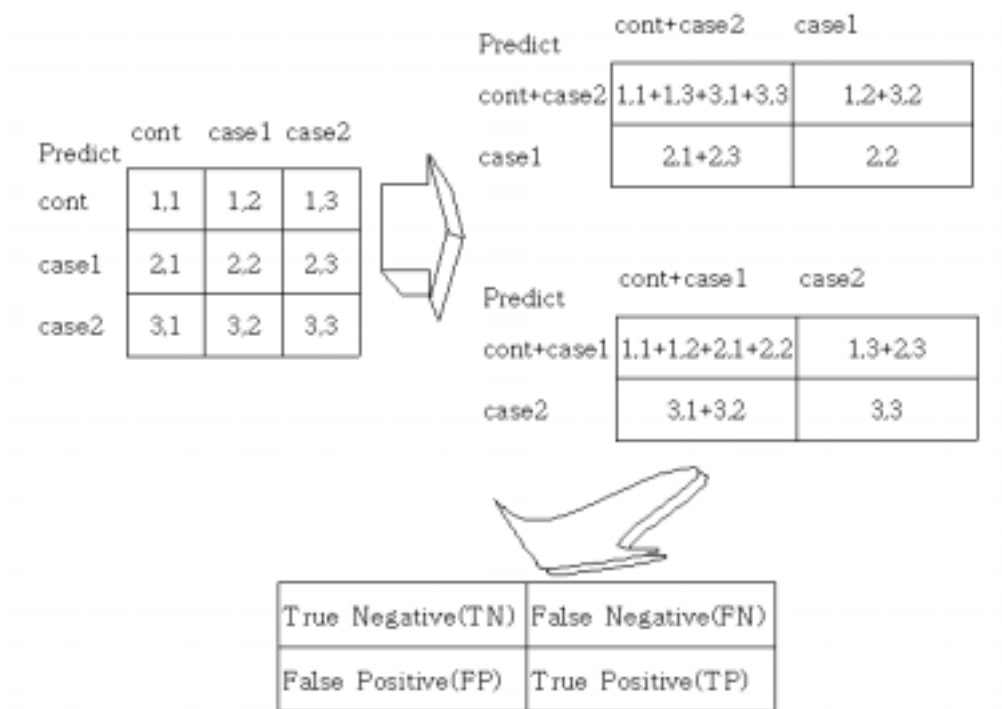 cont case1 case2
Predict
cont 1,1 1,2 1,3
case1 2,1 2,2 2,3
case2 3,1 3,2 3,3
cont+case2 case1
Predict
cont+case2 1,1+1,3+3,1+3,3 1,2+3,2
case1 2,1+2,3 2,2
cont+case1 case2
Predict
cont+case1 1,1+1,2+2,1+2,2 1,3+2,3
case2 3,1+3,2 3,3
True Negative(TN) False Negative(FN)
False Positive(FP) True Positive(TP)